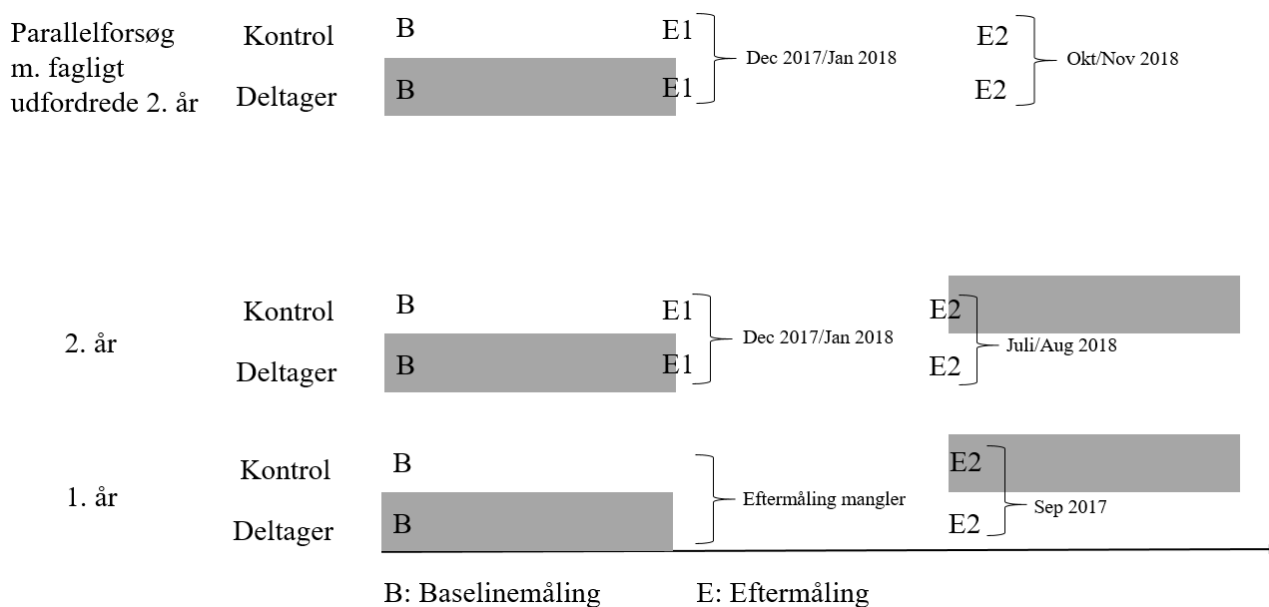 Parallelforsøg
m. fagligt
udfordrede 2. år
Kontrol
B
E1
Dec 2017/Jan 2018
E2
Okt/Nov 2018
Deltager
B
E1
E2
2. år
Kontrol
B
E1
Dec 2017/Jan 2018
E2
Juli/Aug 2018
Deltager
B
E1
E2
1. år
Kontrol
B
Eftermåling mangler
E2
Sep 2017
Deltager
B
E2
B: Baselinemåling
E: Eftermåling